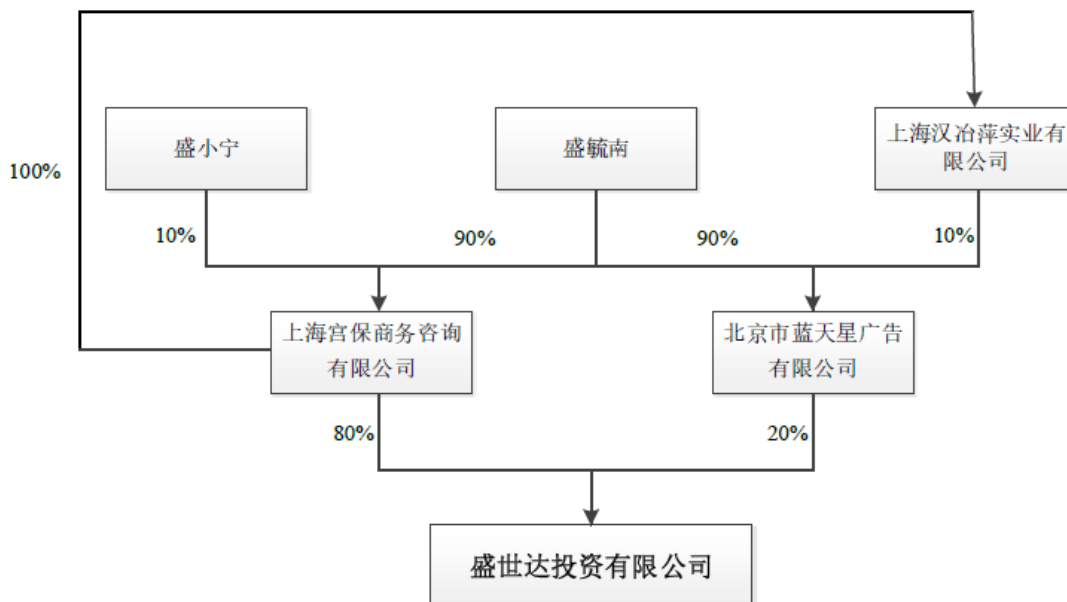 盛小宁
盛毓南
上海汉冶萍实业有
限公司
100%
10%
90%
90%
10%
上海宫保商务咨询
有限公司
北京市蓝天星广告
有限公司
80%
20%
盛世达投资有限公司